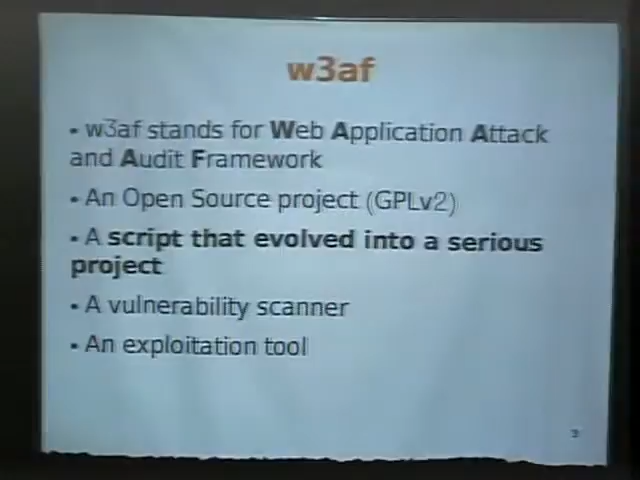 w3af
▪ w3af stands for Web Application Attack
and Audit Framework
▪ An Open Source project (GPLv2)
▪ A script that evolved into a serious
project
▪ A vulnerability scanner
▪ An exploitation tool
3